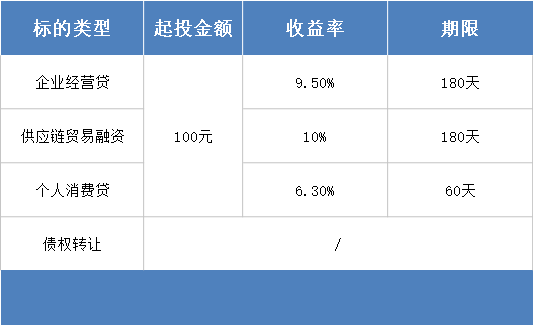 标的类型 起投金额 收益率 期限
企业经营贷 9.50% 180天
供应链贸易融资 100元 10% 180天
个人消费贷 6.30% 60天
债权转让 /